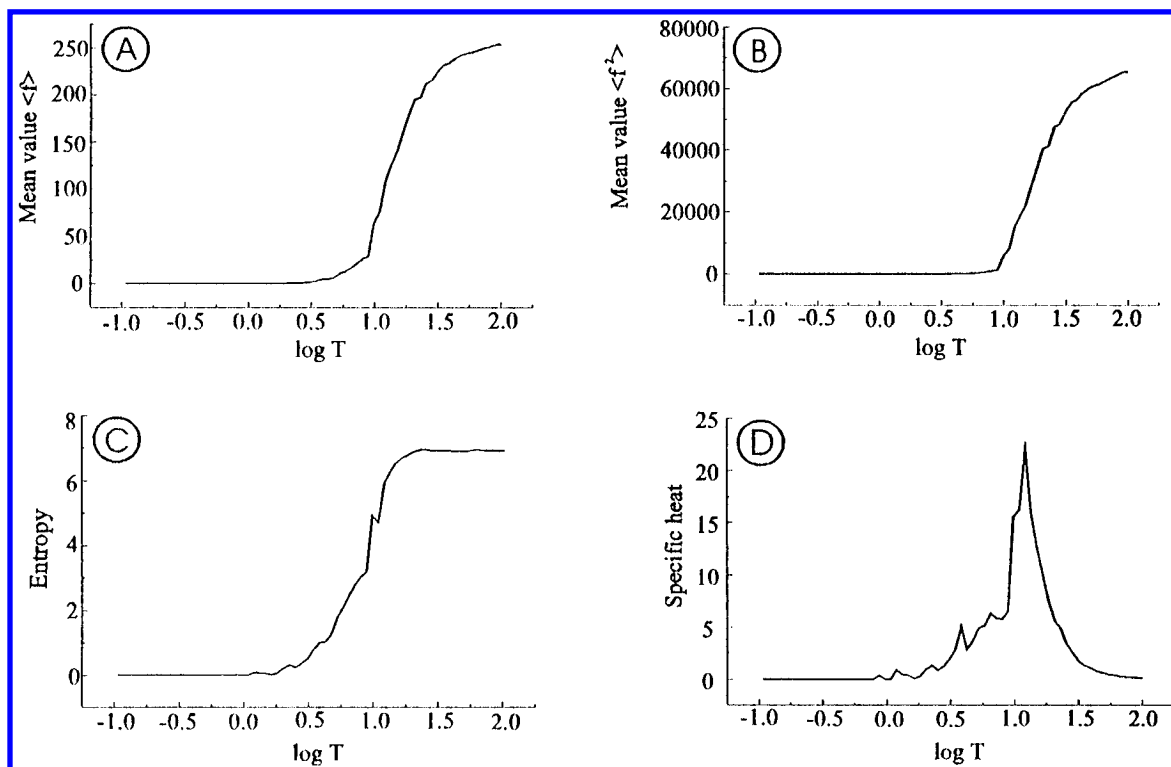 A
Mean value <f>
250
200
150
100
50
0
-1.0 -0.5 0.0 0.5 1.0 1.5 2.0
log T
B
Mean value <f²>
80000
60000
40000
20000
0
-1.0 -0.5 0.0 0.5 1.0 1.5 2.0
log T
C
Entropy
8
6
4
2
0
-1.0 -0.5 0.0 0.5 1.0 1.5 2.0
log T
D
Specific heat
25
20
15
10
5
0
-1.0 -0.5 0.0 0.5 1.0 1.5 2.0
log T